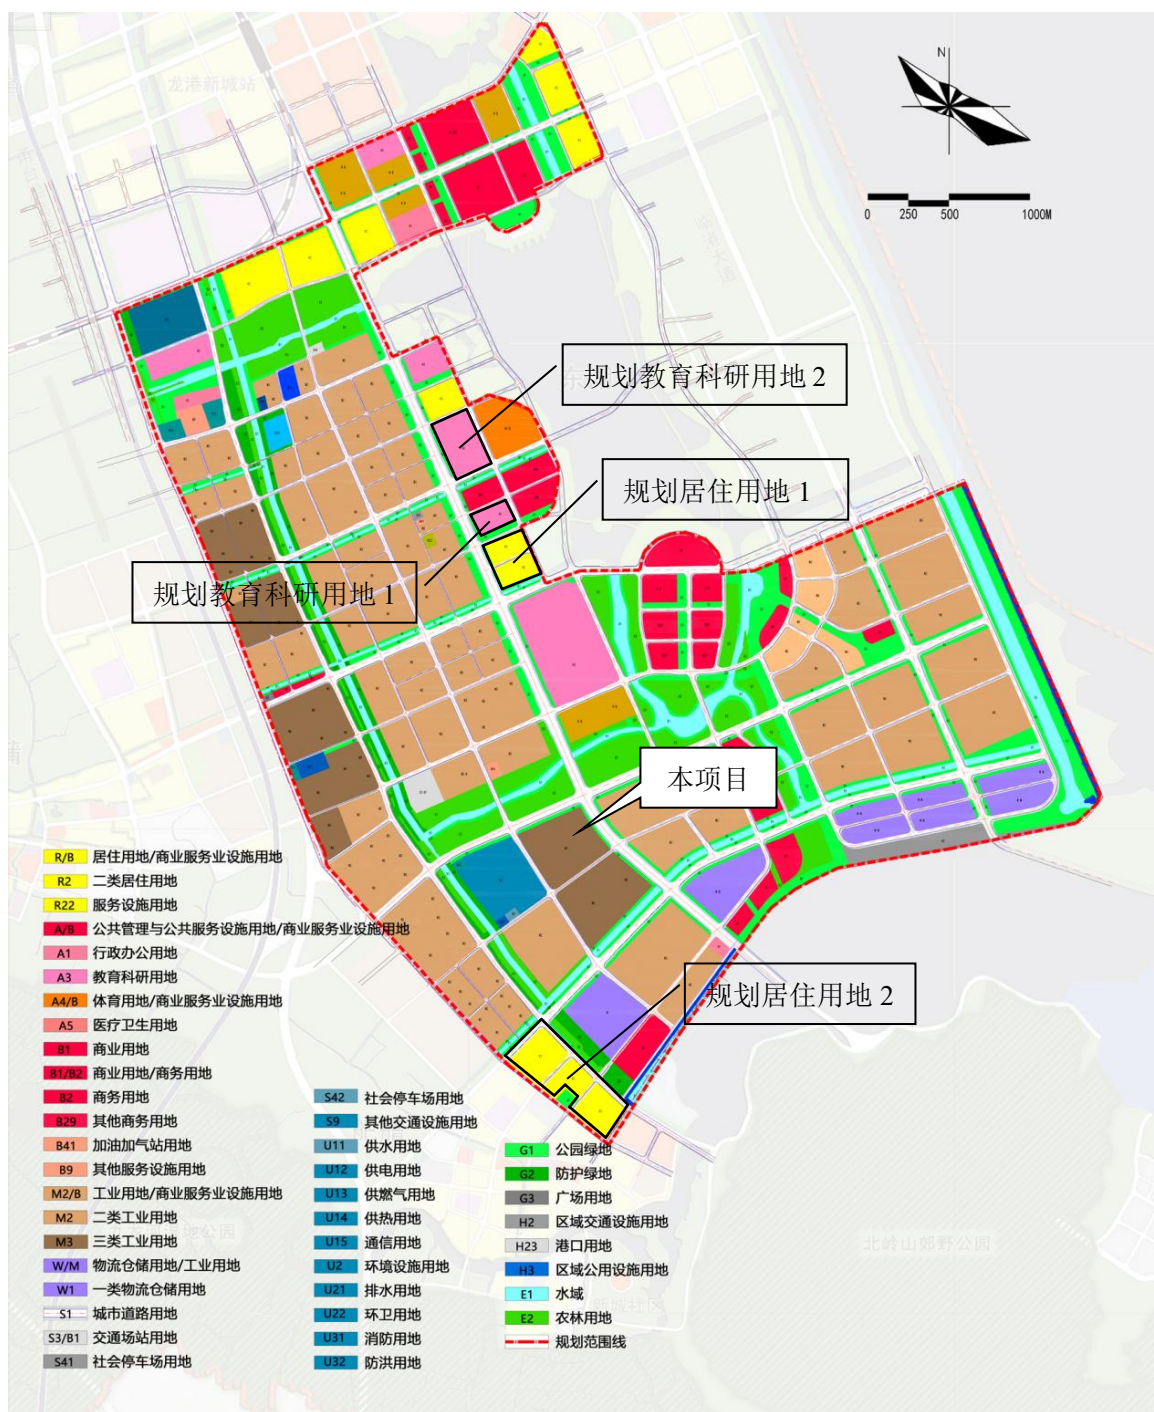 龙港新城站
N
0 250 500 1000M
规划教育科研用地 2
规划居住用地 1
规划教育科研用地 1
本项目
规划居住用地 2
R/B 居住用地/商业服务业设施用地
R2 二类居住用地
R22 服务设施用地
A/B 公共管理与公共服务设施用地/商业服务业设施用地
A1 行政办公用地
A3 教育科研用地
A4/B 体育用地/商业服务业设施用地
A5 医疗卫生用地
B1 商业用地
B1/B2 商业用地/商务用地
B2 商务用地
B29 其他商务用地
B41 加油加气站用地
B9 其他服务设施用地
M2/B 工业用地/商业服务业设施用地
M2 二类工业用地
M3 三类工业用地
W/M 物流仓储用地/工业用地
W1 一类物流仓储用地
S1 城市道路用地
S3/B1 交通场站用地
S41 社会停车场用地
S42 社会停车场用地
S9 其他交通设施用地
U11 供水用地
U12 供电用地
U13 供燃气用地
U14 供热用地
U15 通信用地
U2 环境设施用地
U21 排水用地
U22 环卫用地
U31 消防用地
U32 防洪用地
G1 公园绿地
G2 防护绿地
G3 广场用地
H2 区域交通设施用地
H23 港口用地
H3 区域公用设施用地
E1 水域
E2 农林用地
规划范围线
北岭山郊野公园